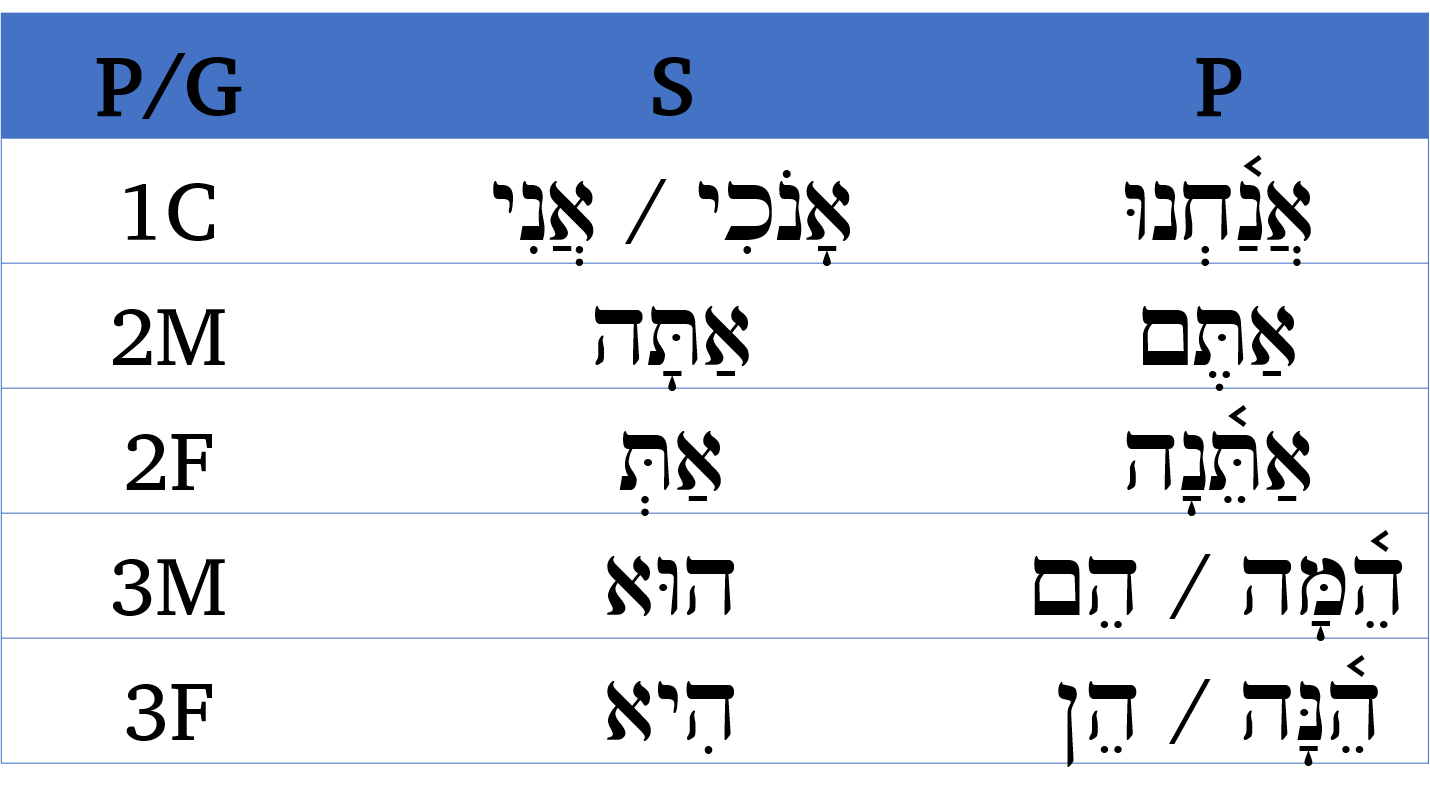 P/G S P
1C אָנֹכִי / אֲנִי אֲנַ֫חְנוּ
2M אַתָּה אַתֶּם
2F אַתְּ אַתֵּ֫נָה
3M הוּא הֵ֫מָּה / הֵם
3F הִיא הֵ֫נָּה / הֵן